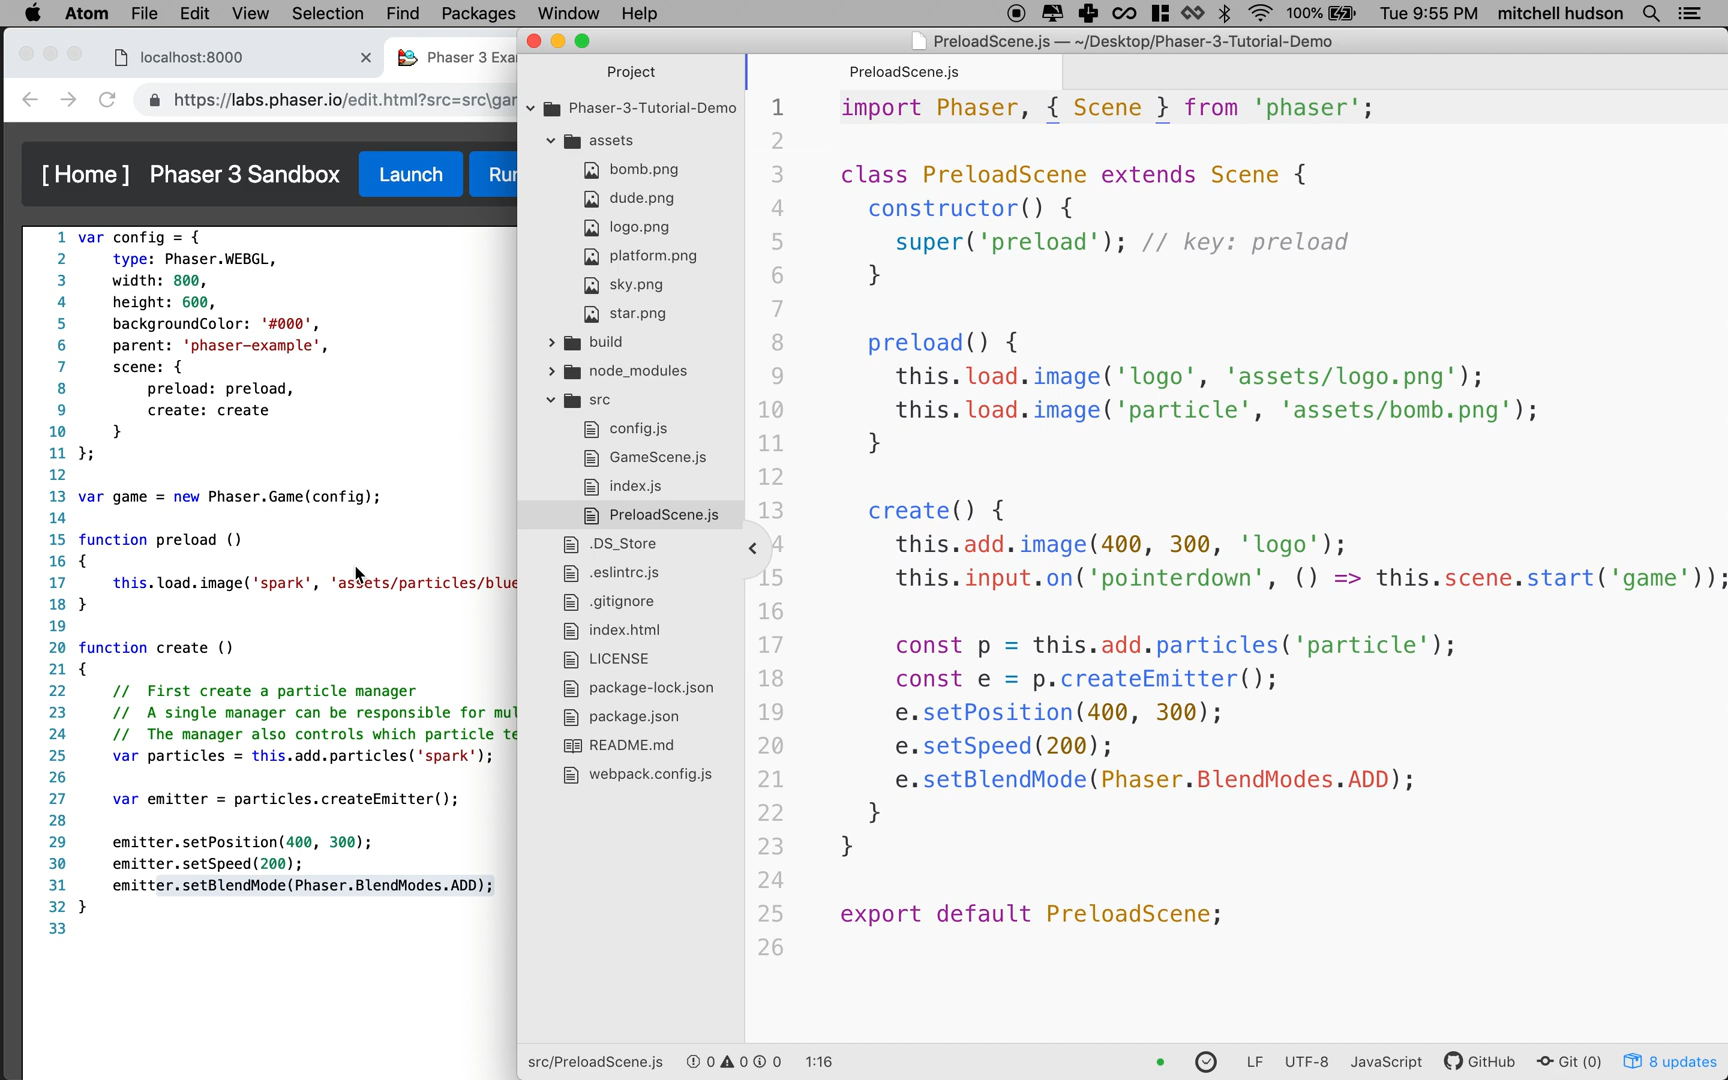 Atom File Edit View Selection Find Packages Window Help 100% Tue 9:55 PM mitchell hudson
localhost:8000
Phaser 3 Exa
https://labs.phaser.io/edit.html?src=src\gar
[ Home ] Phaser 3 Sandbox Launch Run
1 var config = {
2 type: Phaser.WEBGL,
3 width: 800,
4 height: 600,
5 backgroundColor: '#000',
6 parent: 'phaser-example',
7 scene: {
8 preload: preload,
9 create: create
10 }
11 };
12
13 var game = new Phaser.Game(config);
14
15 function preload ()
16 {
17 this.load.image('spark', 'assets/particles/blue
18 }
19
20 function create ()
21 {
22 // First create a particle manager
23 // A single manager can be responsible for mul
24 // The manager also controls which particle te
25 var particles = this.add.particles('spark');
26
27 var emitter = particles.createEmitter();
28
29 emitter.setPosition(400, 300);
30 emitter.setSpeed(200);
31 emitter.setBlendMode(Phaser.BlendModes.ADD);
32 }
33
PreloadScene.js — ~/Desktop/Phaser-3-Tutorial-Demo
Project
Phaser-3-Tutorial-Demo
assets
bomb.png
dude.png
logo.png
platform.png
sky.png
star.png
build
node_modules
src
config.js
GameScene.js
index.js
PreloadScene.js
.DS_Store
.eslintrc.js
.gitignore
index.html
LICENSE
package-lock.json
package.json
README.md
webpack.config.js
PreloadScene.js
1 import Phaser, { Scene } from 'phaser';
2
3 class PreloadScene extends Scene {
4 constructor() {
5 super('preload'); // key: preload
6 }
7
8 preload() {
9 this.load.image('logo', 'assets/logo.png');
10 this.load.image('particle', 'assets/bomb.png');
11 }
12
13 create() {
4 this.add.image(400, 300, 'logo');
15 this.input.on('pointerdown', () => this.scene.start('game'));
16
17 const p = this.add.particles('particle');
18 const e = p.createEmitter();
19 e.setPosition(400, 300);
20 e.setSpeed(200);
21 e.setBlendMode(Phaser.BlendModes.ADD);
22 }
23 }
24
25 export default PreloadScene;
26
src/PreloadScene.js 0 0 0 1:16 LF UTF-8 JavaScript GitHub Git (0) 8 updates